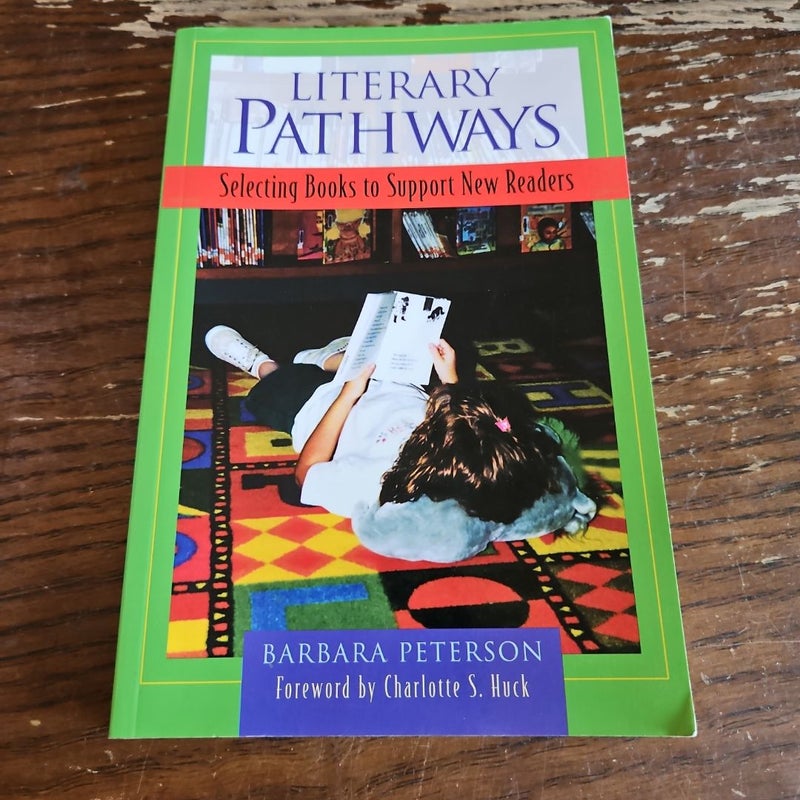 LITERARY
PATHWAYS
Selecting Books to Support New Readers
BARBARA PETERSON
Foreword by Charlotte S. Huck